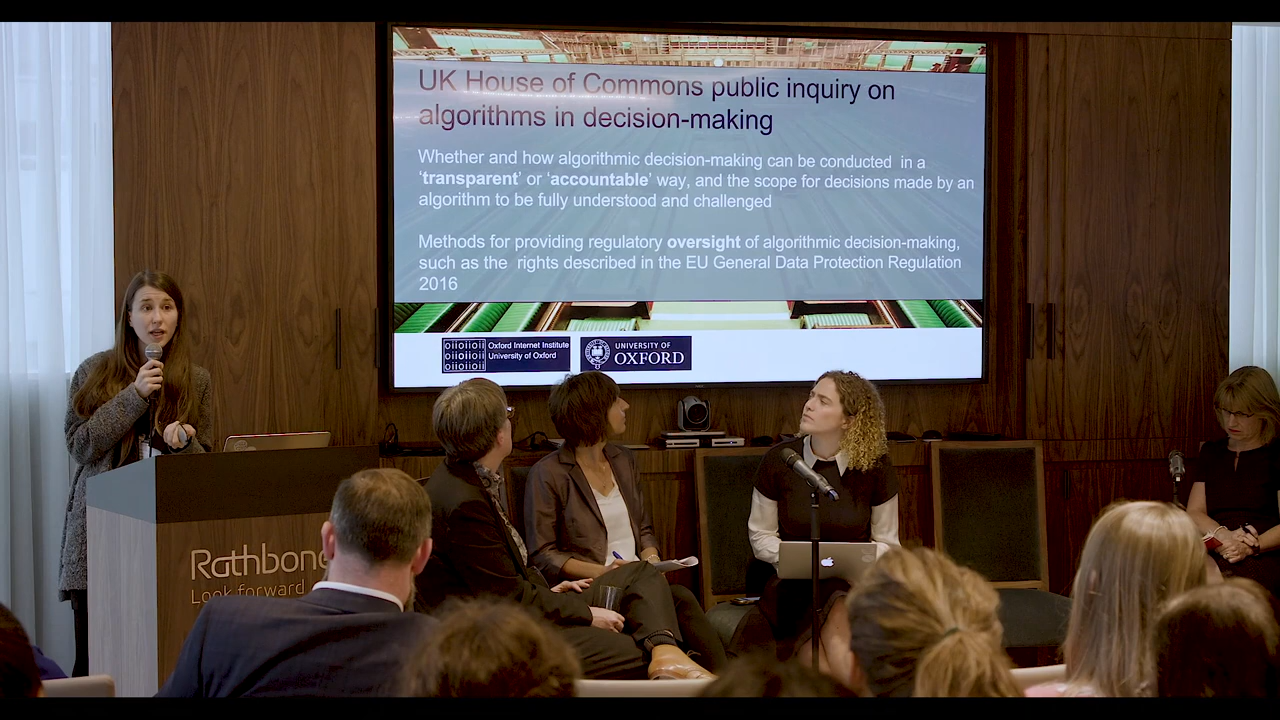 UK House of Commons public inquiry on
algorithms in decision-making
Whether and how algorithmic decision-making can be conducted in a
‘transparent’ or ‘accountable’ way, and the scope for decisions made by an
algorithm to be fully understood and challenged
Methods for providing regulatory oversight of algorithmic decision-making,
such as the rights described in the EU General Data Protection Regulation
2016
OIIOIIOII
OIIOIIOII
OIIOIIOII
Oxford Internet Institute
University of Oxford
UNIVERSITY OF
OXFORD
Rathbone
Look forward